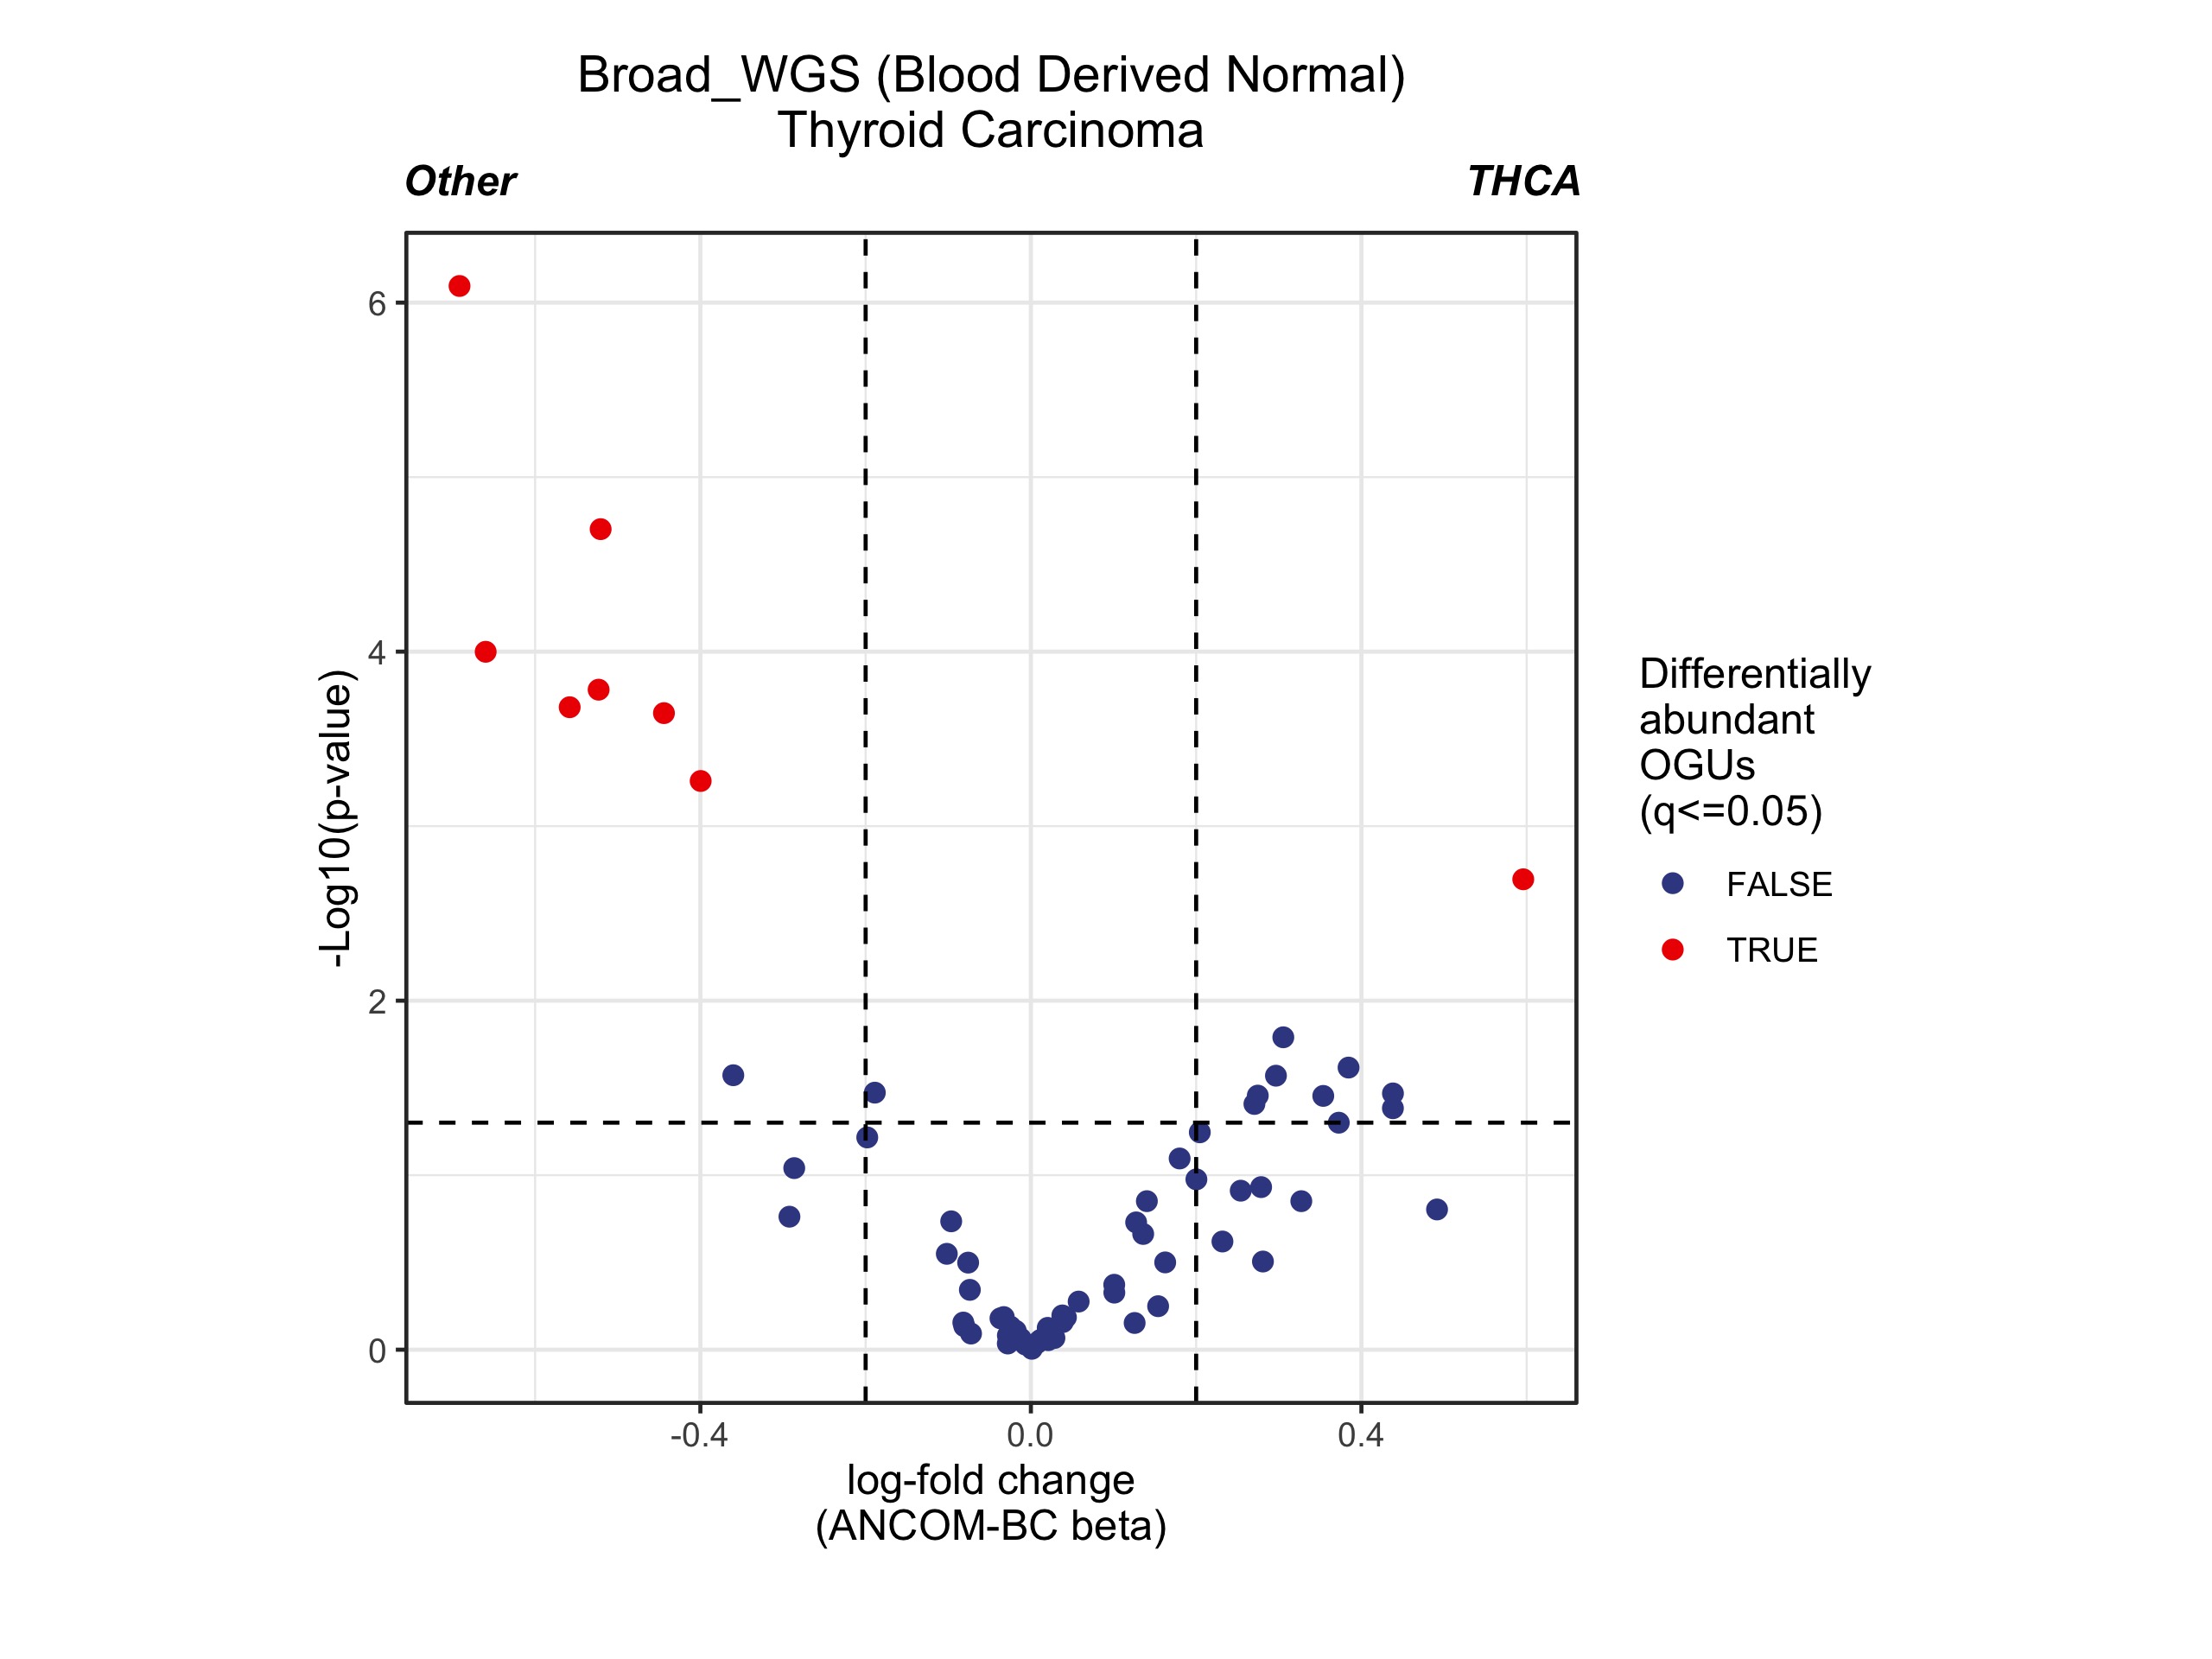 Broad_WGS (Blood Derived Normal)
Thyroid Carcinoma
Other
THCA
6
4
2
0
-Log10(p-value)
-0.4
0.0
0.4
log-fold change
(ANCOM-BC beta)
Differentially
abundant
OGUs
(q<=0.05)
FALSE
TRUE